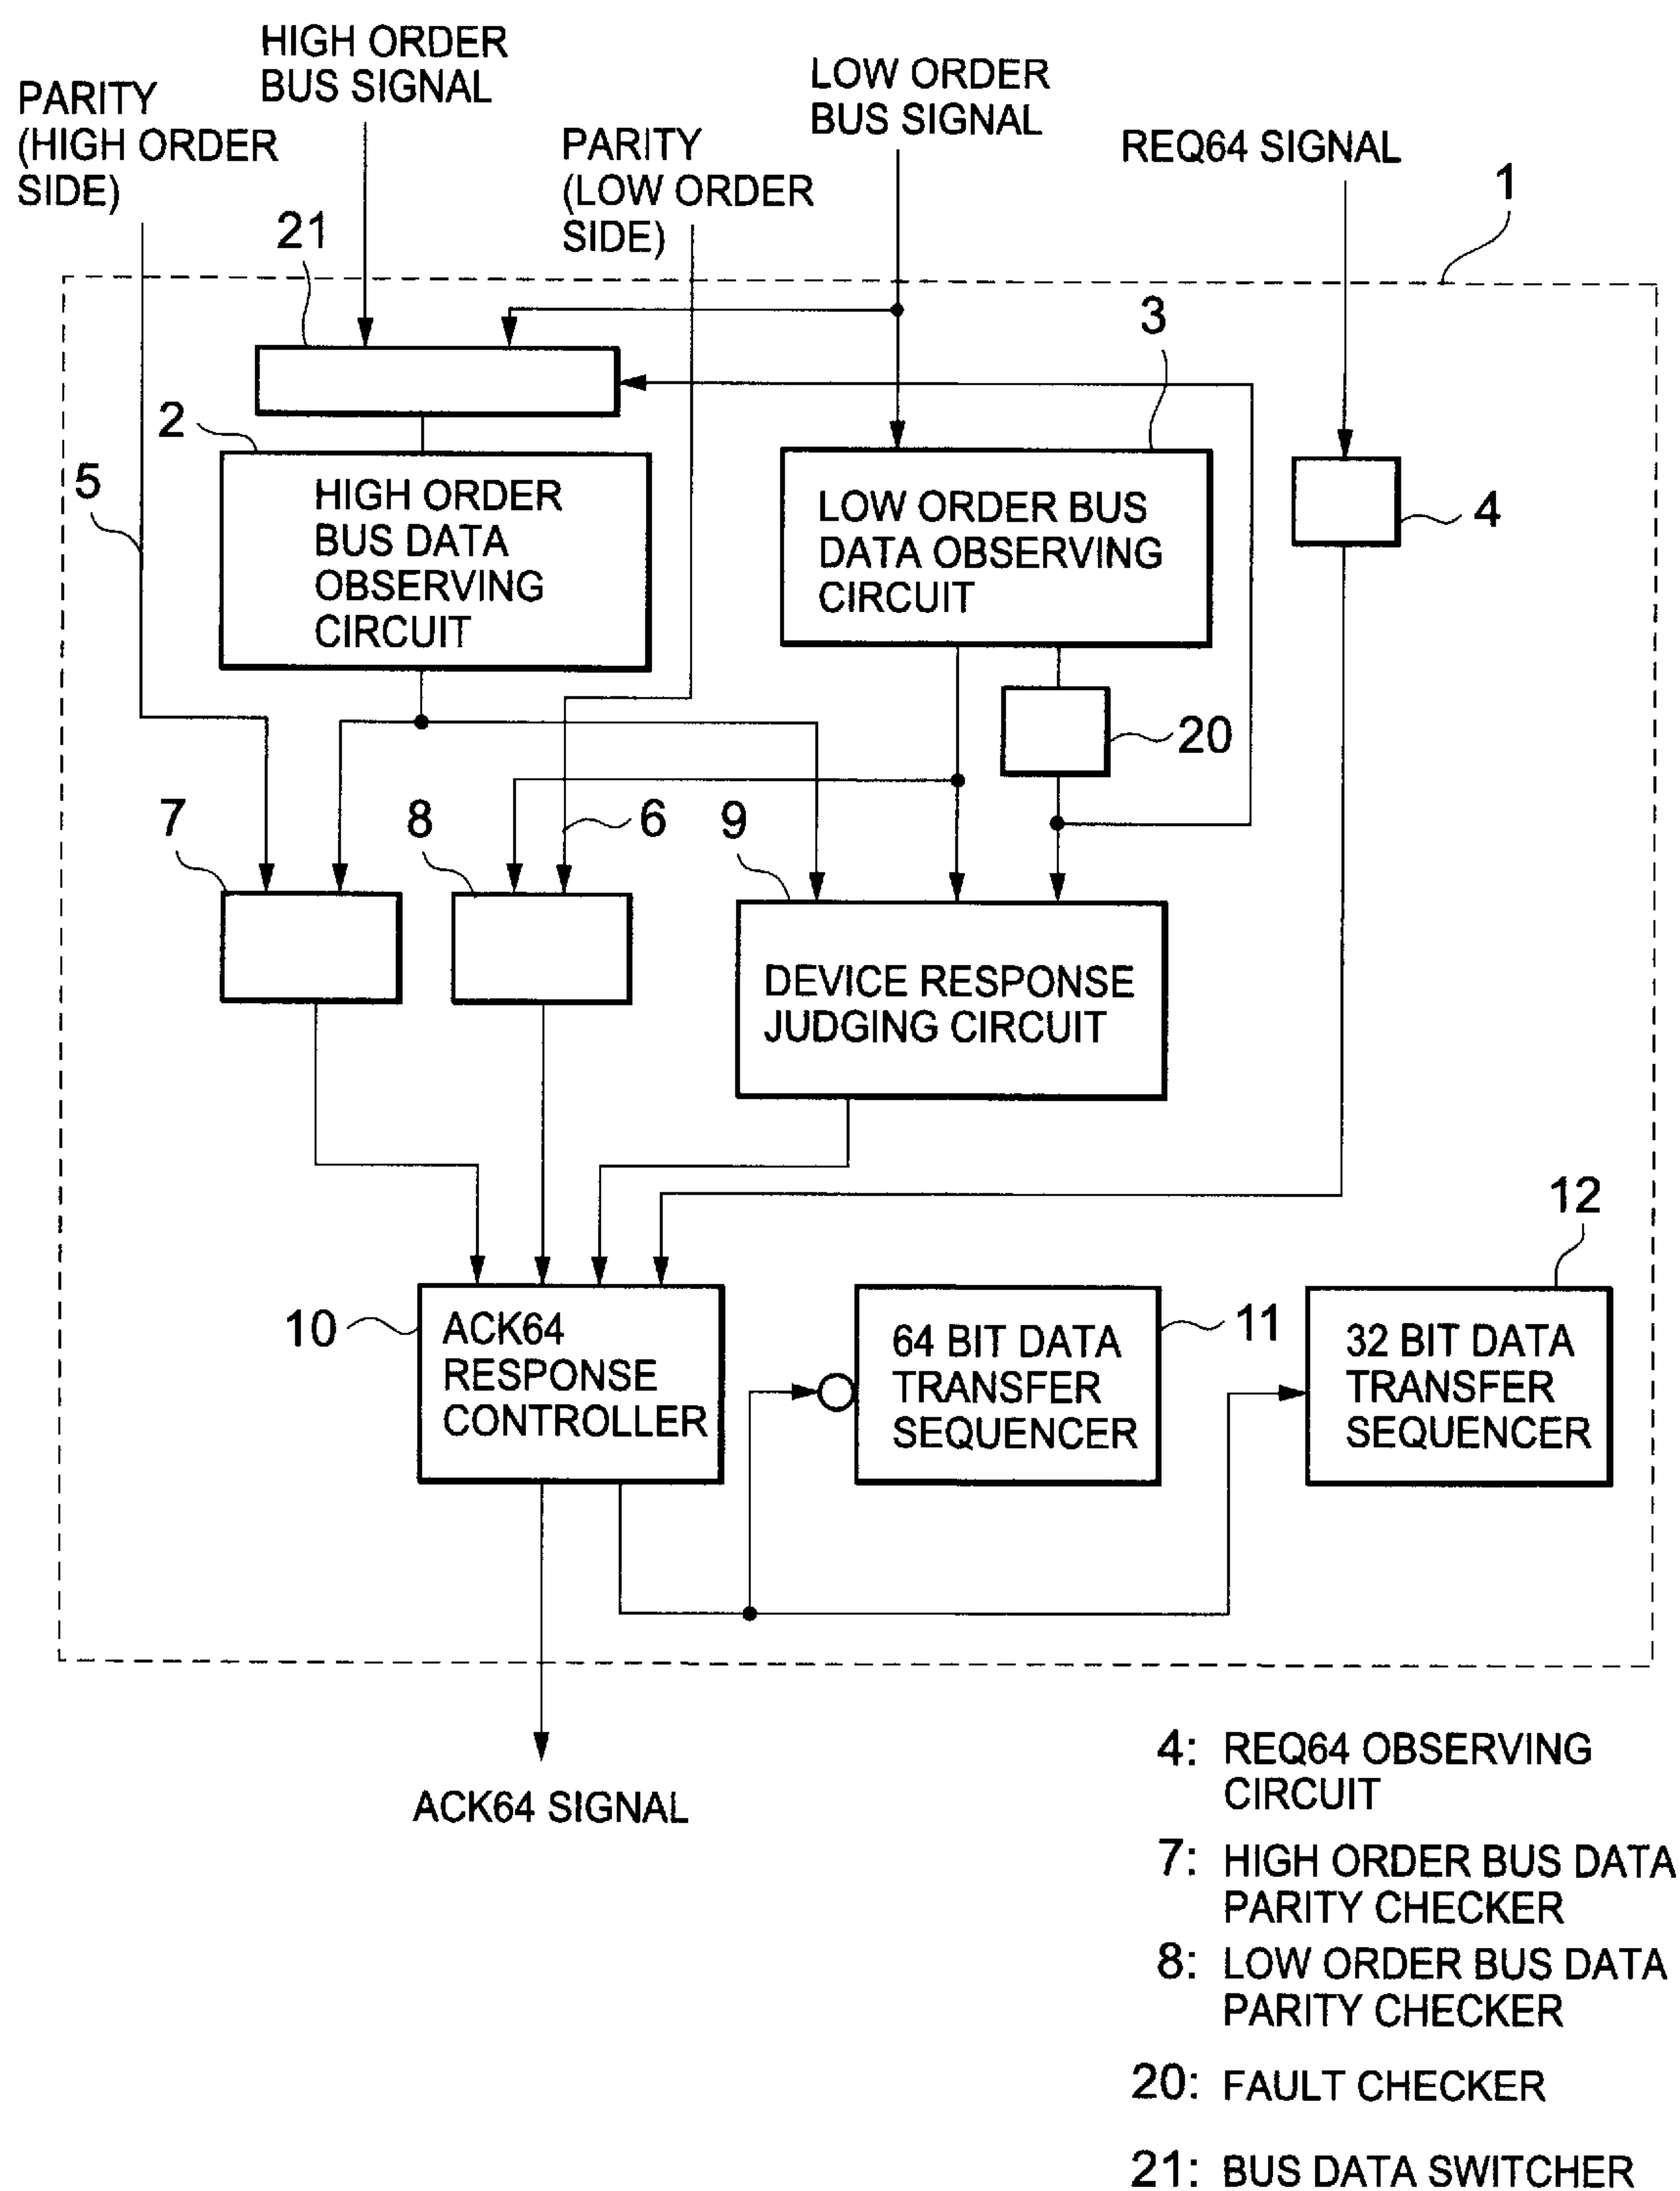 HIGH ORDER
BUS SIGNAL
LOW ORDER
BUS SIGNAL
PARITY
(HIGH ORDER
SIDE)
PARITY
(LOW ORDER
SIDE)
REQ64 SIGNAL
1
21
3
2
HIGH ORDER
BUS DATA
OBSERVING
CIRCUIT
LOW ORDER BUS
DATA OBSERVING
CIRCUIT
4
5
20
7
8
6
9
DEVICE RESPONSE
JUDGING CIRCUIT
12
10
ACK64
RESPONSE
CONTROLLER
64 BIT DATA
TRANSFER
SEQUENCER
11
32 BIT DATA
TRANSFER
SEQUENCER
ACK64 SIGNAL
4: REQ64 OBSERVING
CIRCUIT
7: HIGH ORDER BUS DATA
PARITY CHECKER
8: LOW ORDER BUS DATA
PARITY CHECKER
20: FAULT CHECKER
21: BUS DATA SWITCHER